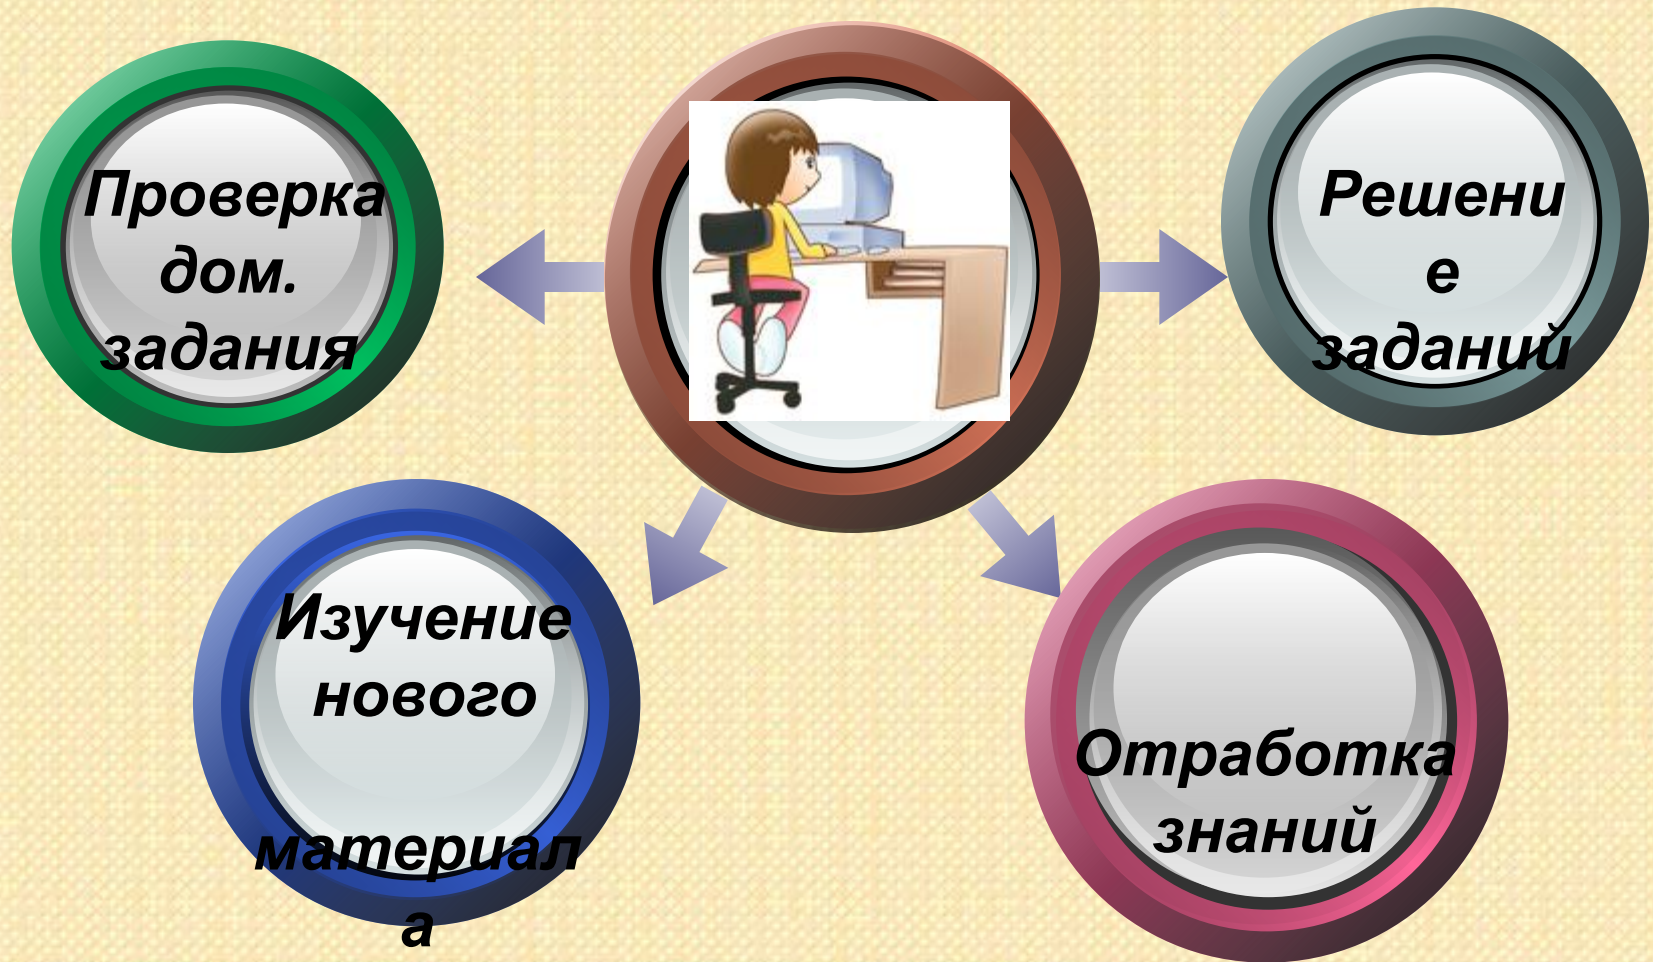 Проверка
дом.
задания
Решени
е
заданий
Изучение
нового
материал
а
Отработка
знаний